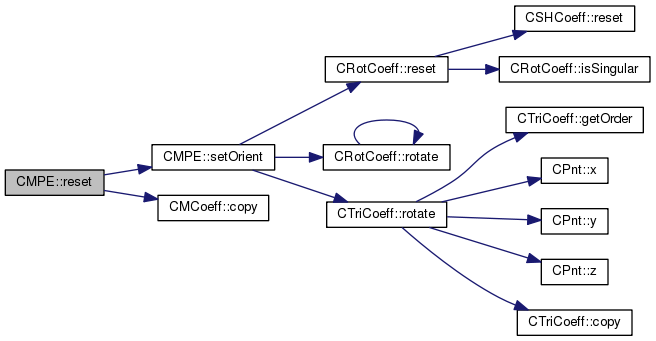 CMPE::reset
CMPE::setOrient
CMCoeff::copy
CRotCoeff::reset
CRotCoeff::rotate
CTriCoeff::rotate
CSHCoeff::reset
CRotCoeff::isSingular
CTriCoeff::getOrder
CPnt::x
CPnt::y
CPnt::z
CTriCoeff::copy